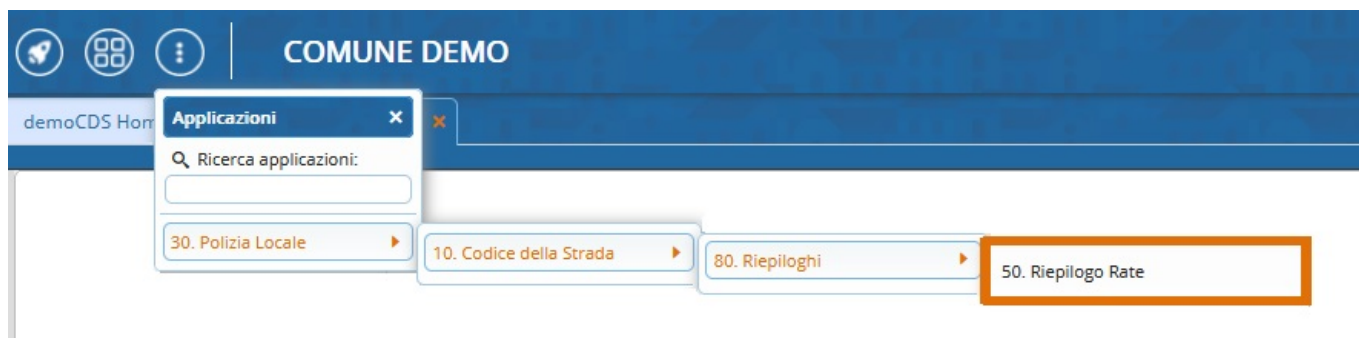 COMUNE DEMO
demoCDS Hom
Applicazioni
Ricerca applicazioni:
30. Polizia Locale
10. Codice della Strada
80. Riepiloghi
50. Riepilogo Rate